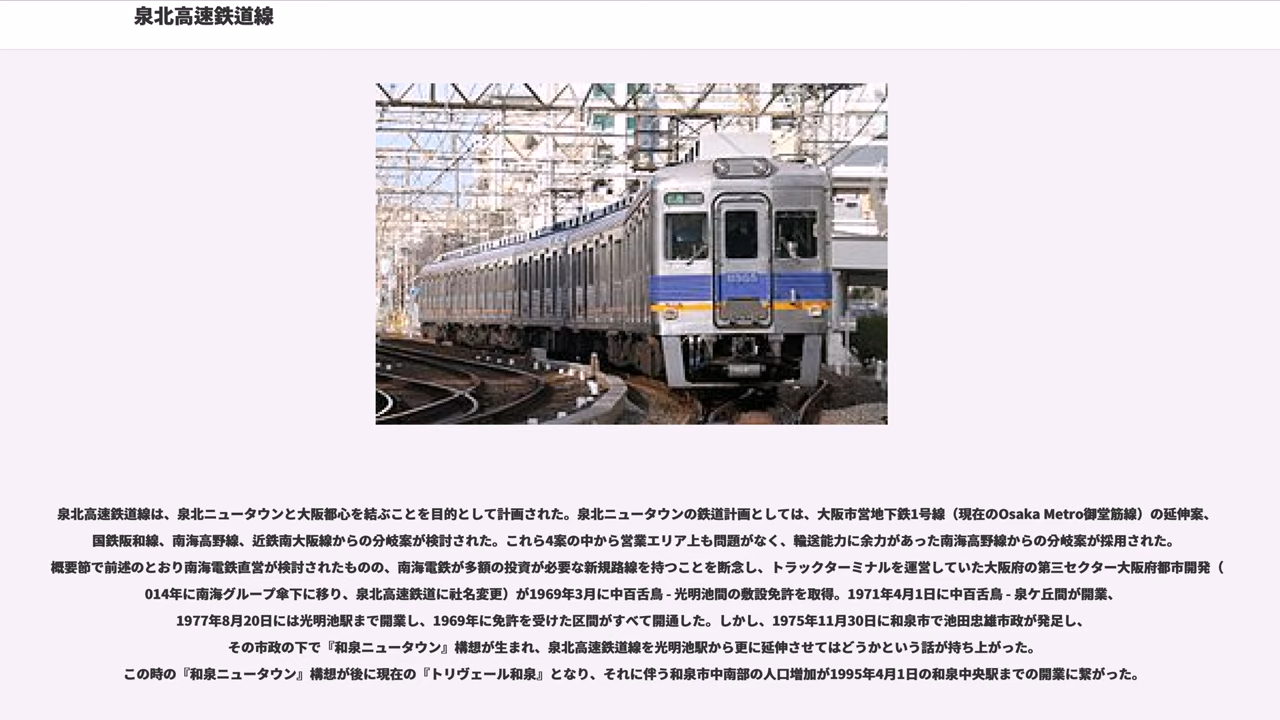 泉北高速鉄道線
泉北高速鉄道線は、泉北ニュータウンと大阪都心を結ぶことを目的として計画された。泉北ニュータウンの鉄道計画としては、大阪市営地下鉄1号線（現在のOsaka Metro御堂筋線）の延伸案、
国鉄阪和線、南海高野線、近鉄南大阪線からの分岐案が検討された。これら4案の中から営業エリア上も問題がなく、輸送能力に余力があった南海高野線からの分岐案が採用された。
概要節で前述のとおり南海電鉄直営が検討されたものの、南海電鉄が多額の投資が必要な新規路線を持つことを断念し、トラックターミナルを運営していた大阪府の第三セクター大阪府都市開発（
014年に南海グループ傘下に移り、泉北高速鉄道に社名変更）が1969年3月に中百舌鳥 - 光明池間の敷設免許を取得。1971年4月1日に中百舌鳥 - 泉ケ丘間が開業、
1977年8月20日には光明池駅まで開業し、1969年に免許を受けた区間がすべて開通した。しかし、1975年11月30日に和泉市で池田忠雄市政が発足し、
その市政の下で『和泉ニュータウン』構想が生まれ、泉北高速鉄道線を光明池駅から更に延伸させてはどうかという話が持ち上がった。
この時の『和泉ニュータウン』構想が後に現在の『トリヴェール和泉』となり、それに伴う和泉市中南部の人口増加が1995年4月1日の和泉中央駅までの開業に繋がった。